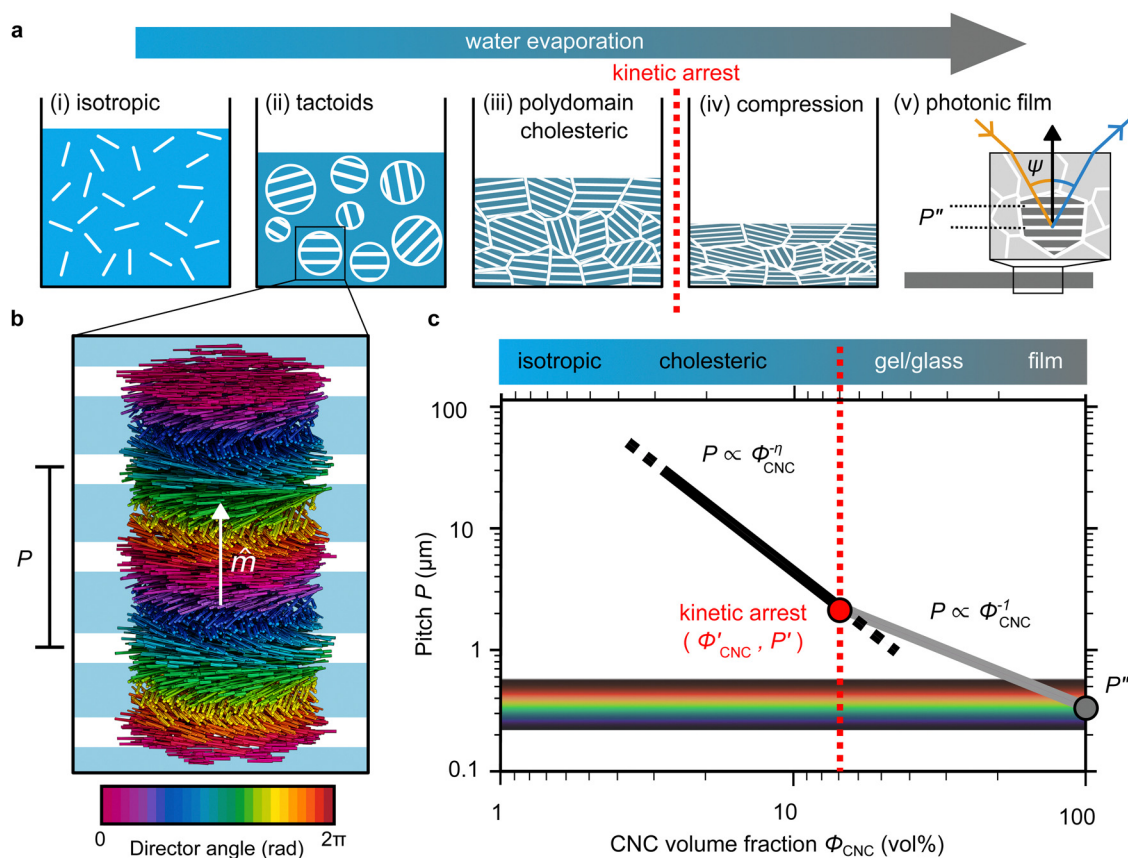 a
water evaporation
kinetic arrest
(i) isotropic
(ii) tactoids
(iii) polydomain
cholesteric
(iv) compression
(v) photonic film
ψ
P"
b
P
m̂
0
2π
Director angle (rad)
c
isotropic
cholesteric
gel/glass
film
100
10
1
0.1
Pitch P (μm)
P ∝ Φ_CNC^-η
kinetic arrest
( Φ'_CNC , P' )
P ∝ Φ_CNC^-1
P"
1
10
100
CNC volume fraction Φ_CNC (vol%)